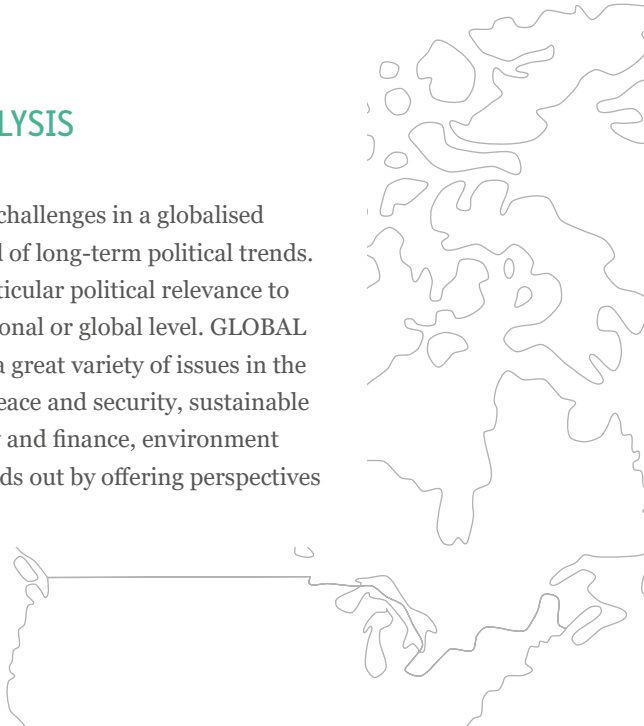 LYSIS
challenges in a globalised
d of long-term political trends.
ticular political relevance to
onal or global level. GLOBAL
a great variety of issues in the
eace and security, sustainable
y and finance, environment
ds out by offering perspectives